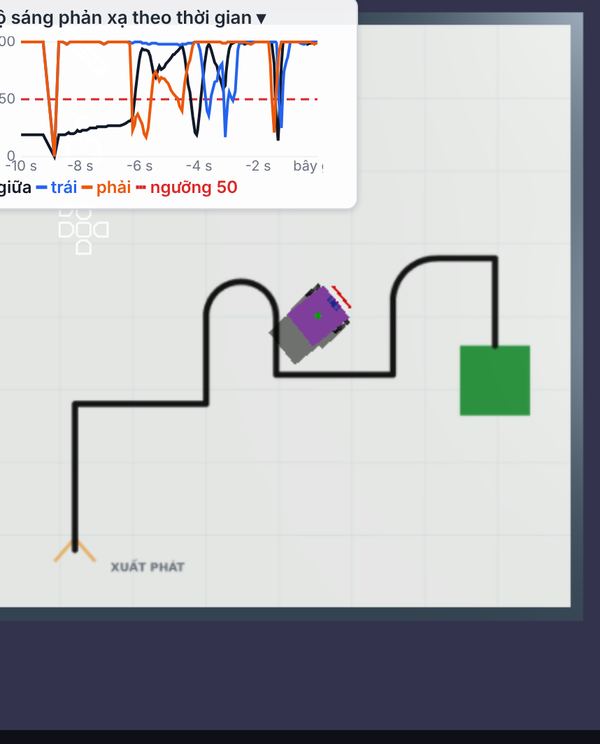 ộ sáng phản xạ theo thời gian ▾
00
50
0
-10 s -8 s -6 s -4 s -2 s bây g
giữa trái phải ngưỡng 50
XUẤT PHÁT